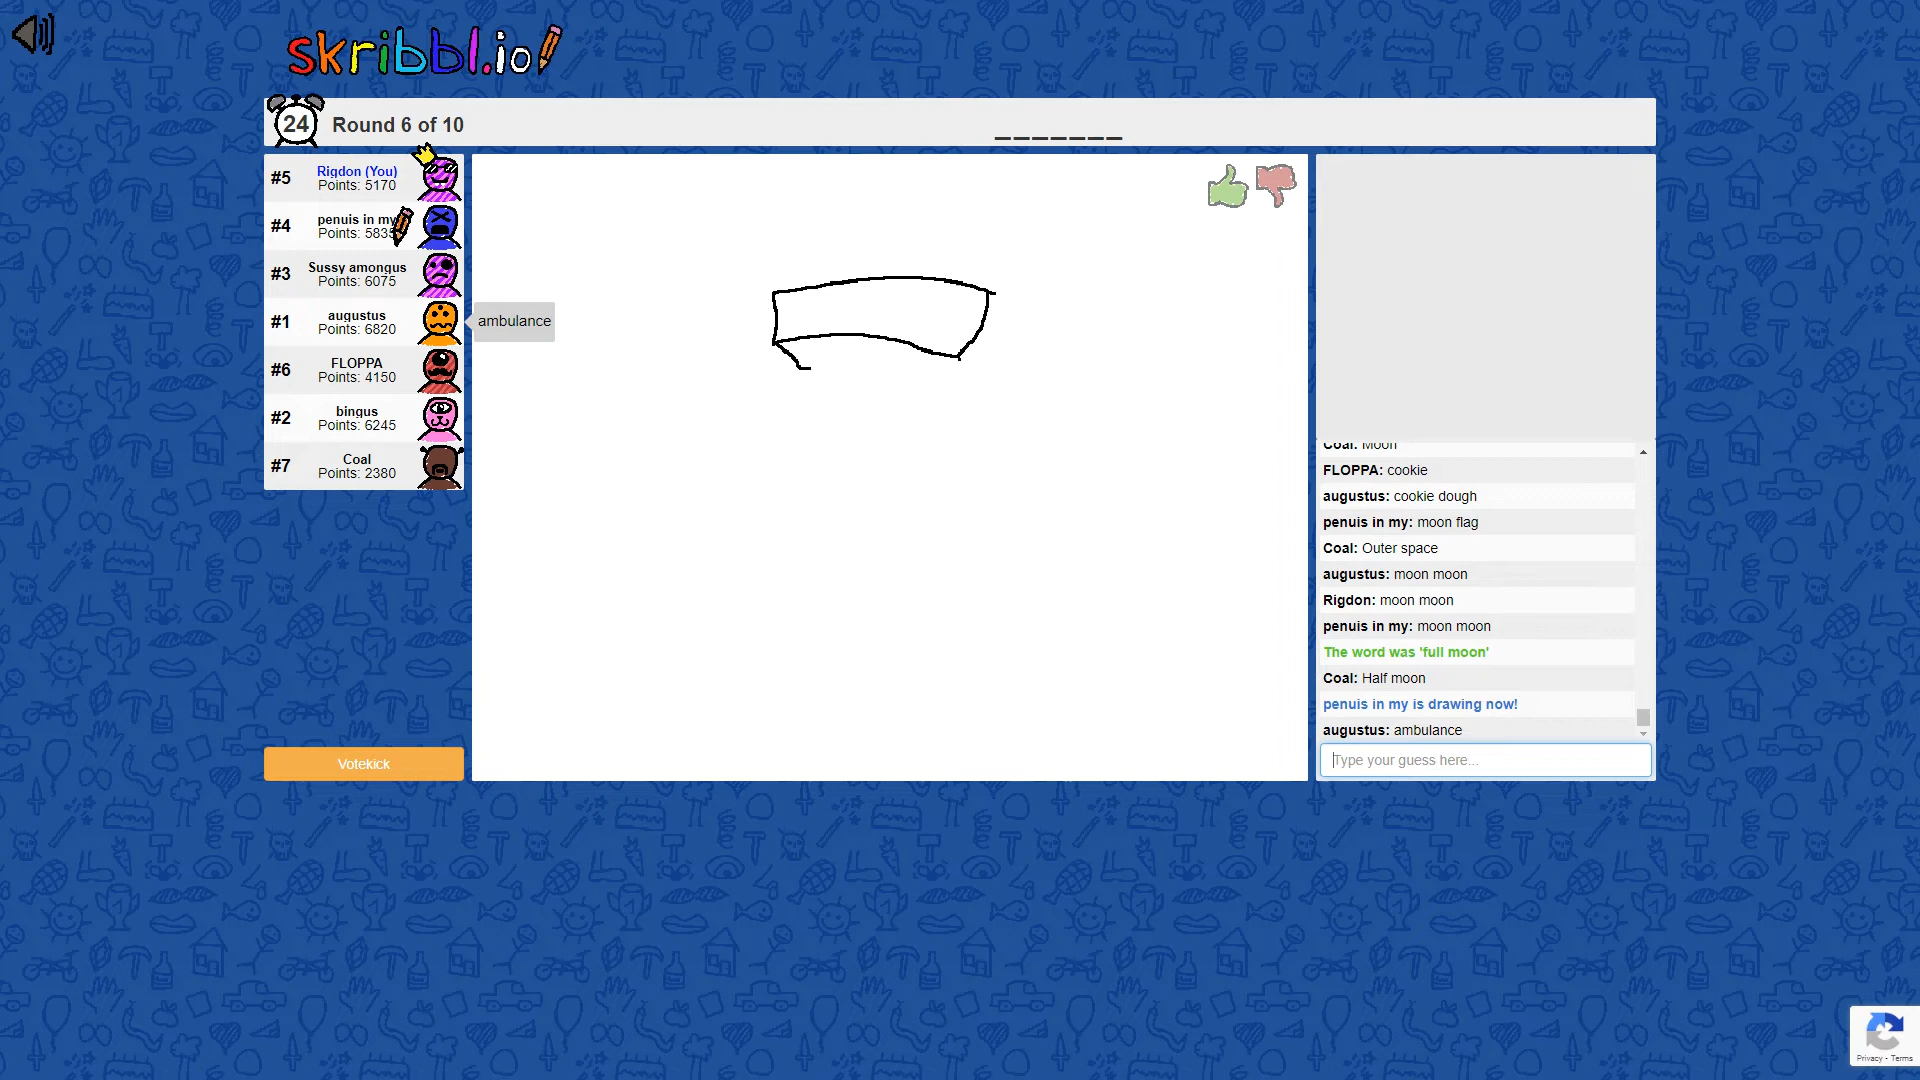 skribbl.io
24
Round 6 of 10
_______
#5
Rigdon (You)
Points: 5170
#4
penuis in my
Points: 5835
#3
Sussy amongus
Points: 6075
#1
augustus
Points: 6820
ambulance
#6
FLOPPA
Points: 4150
#2
bingus
Points: 6245
#7
Coal
Points: 2380
Votekick
Coal: Moon
FLOPPA: cookie
augustus: cookie dough
penuis in my: moon flag
Coal: Outer space
augustus: moon moon
Rigdon: moon moon
penuis in my: moon moon
The word was 'full moon'
Coal: Half moon
penuis in my is drawing now!
augustus: ambulance
Type your guess here...
Privacy - Terms